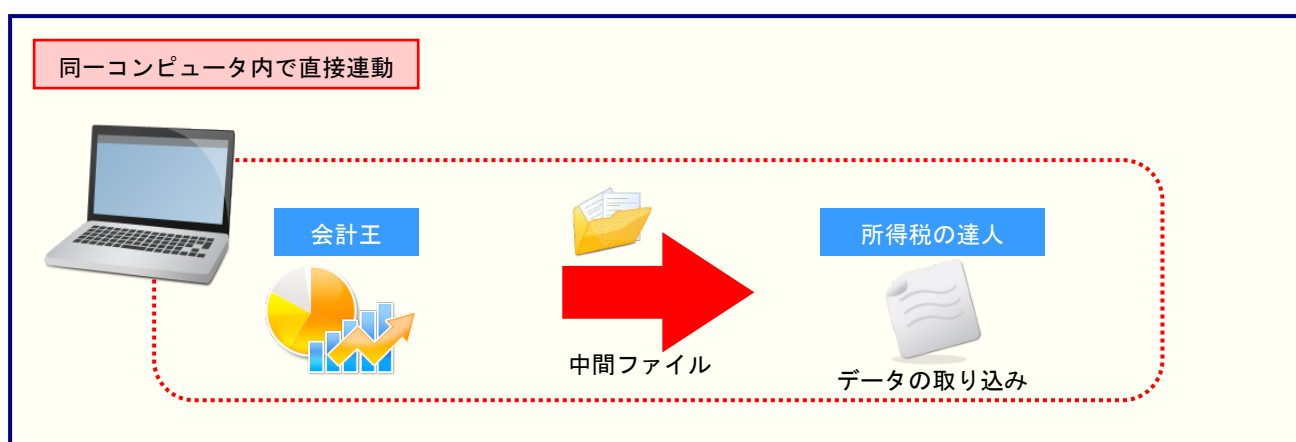 同一コンピュータ内で直接連動
会計王
所得税の達人
中間ファイル
データの取り込み